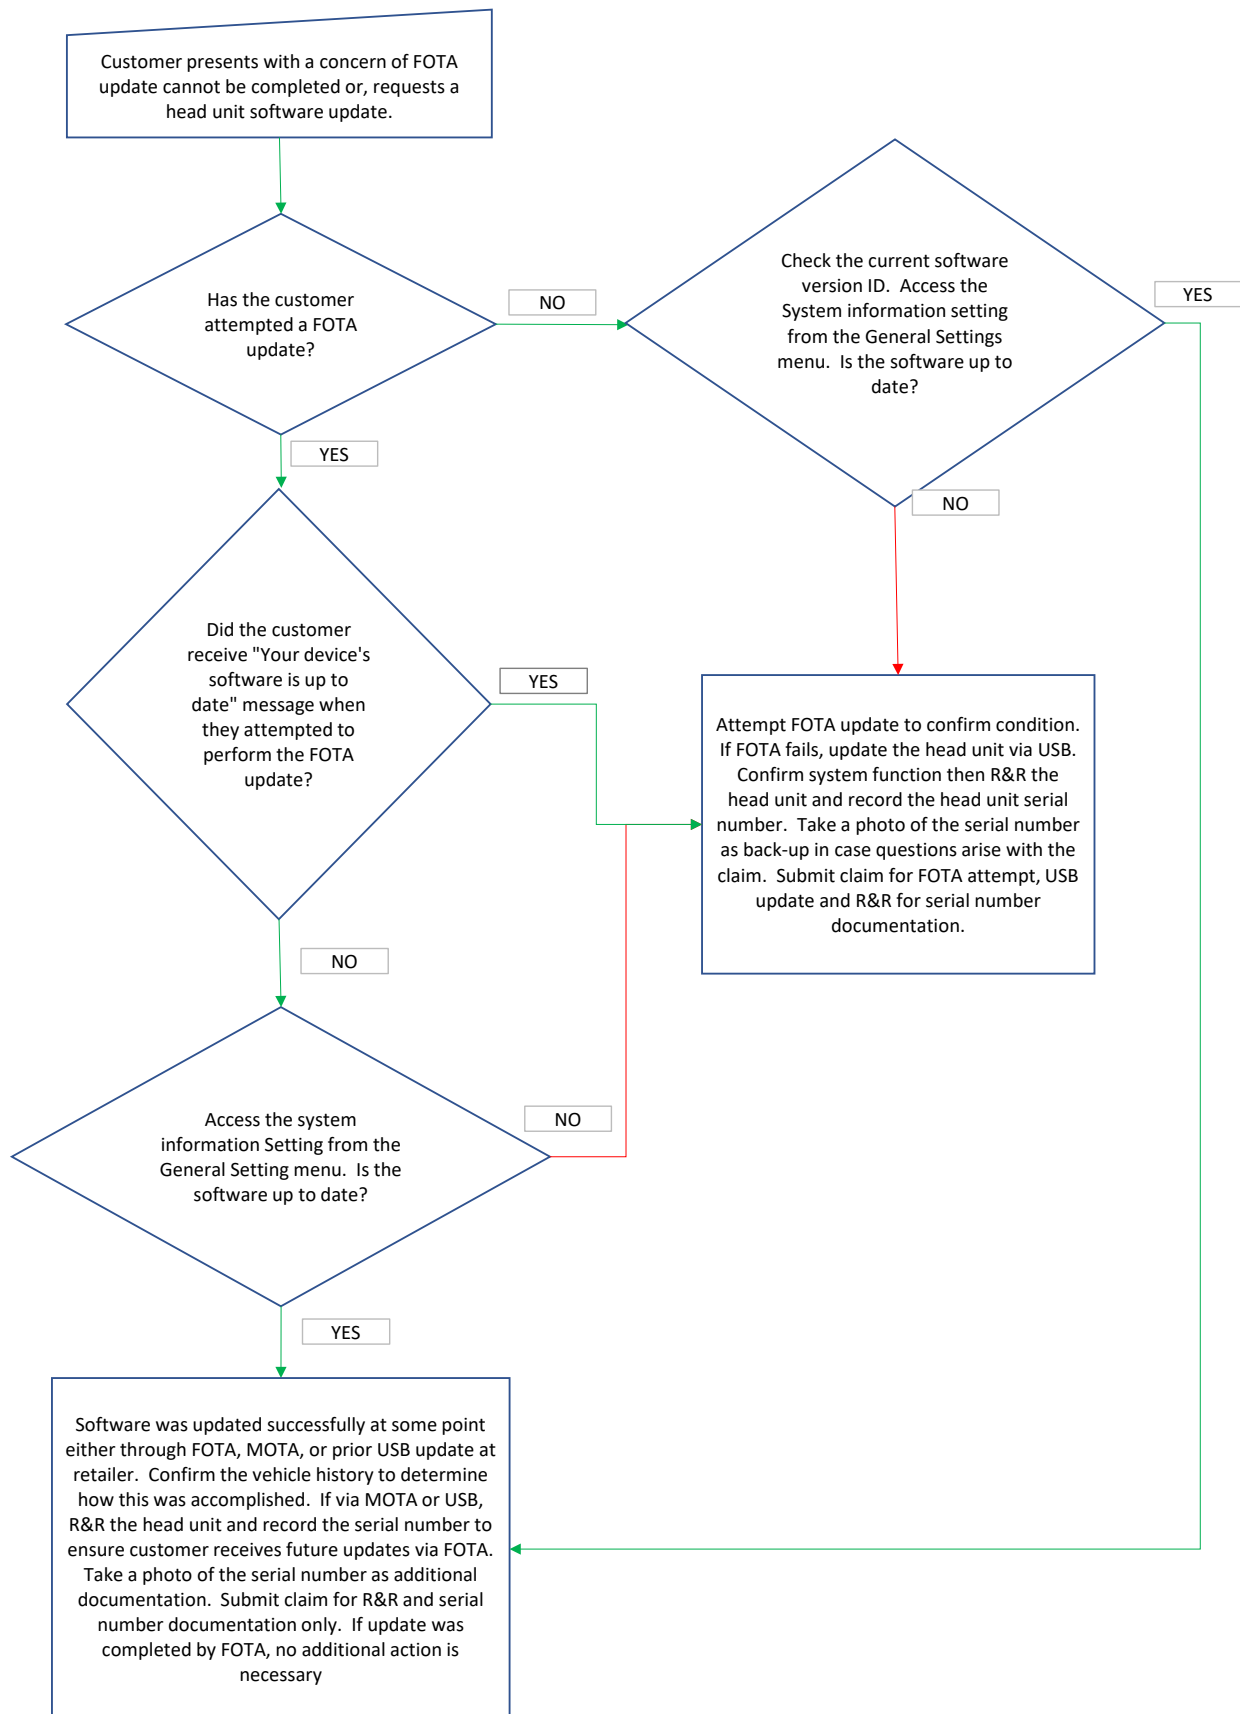 Customer presents with a concern of FOTA
update cannot be completed or, requests a
head unit software update.
Has the customer
attempted a FOTA
update?
NO
Check the current software
version ID.  Access the
System information setting
from the General Settings
menu.  Is the software up to
date?
YES
YES
NO
Did the customer
receive "Your device's
software is up to
date" message when
they attempted to
perform the FOTA
update?
YES
Attempt FOTA update to confirm condition.
If FOTA fails, update the head unit via USB.
Confirm system function then R&R the
head unit and record the head unit serial
number.  Take a photo of the serial number
as back-up in case questions arise with the
claim.  Submit claim for FOTA attempt, USB
update and R&R for serial number
documentation.
NO
Access the system
information Setting from the
General Setting menu.  Is the
software up to date?
NO
YES
Software was updated successfully at some point
either through FOTA, MOTA, or prior USB update at
retailer.  Confirm the vehicle history to determine
how this was accomplished.  If via MOTA or USB,
R&R the head unit and record the serial number to
ensure customer receives future updates via FOTA.
Take a photo of the serial number as additional
documentation.  Submit claim for R&R and serial
number documentation only.  If update was
completed by FOTA, no additional action is
necessary